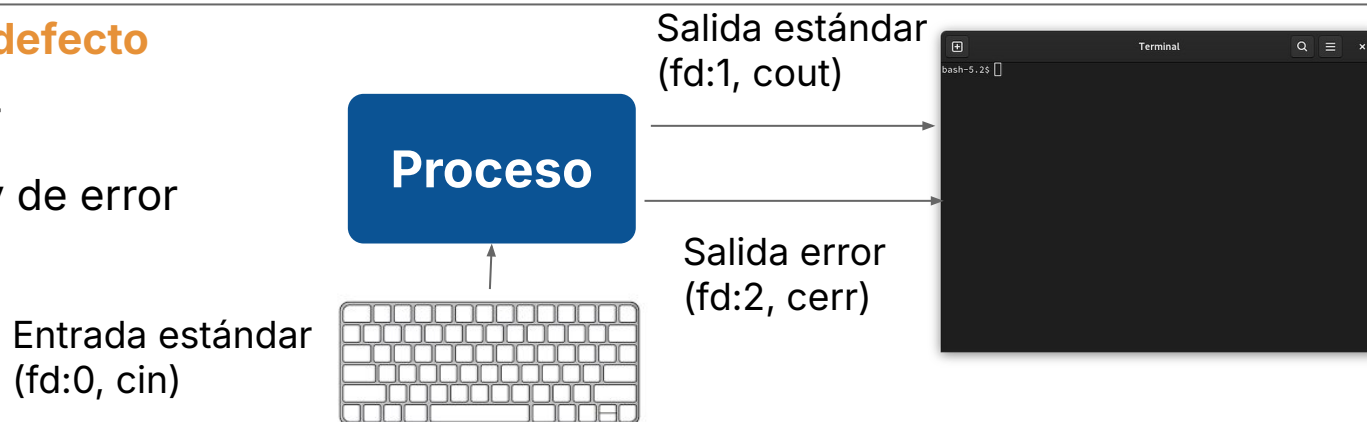 defecto
y de error
Entrada estándar
(fd:0, cin)
Proceso
Salida estándar
(fd:1, cout)
Salida error
(fd:2, cerr)
Terminal
bash-5.2$